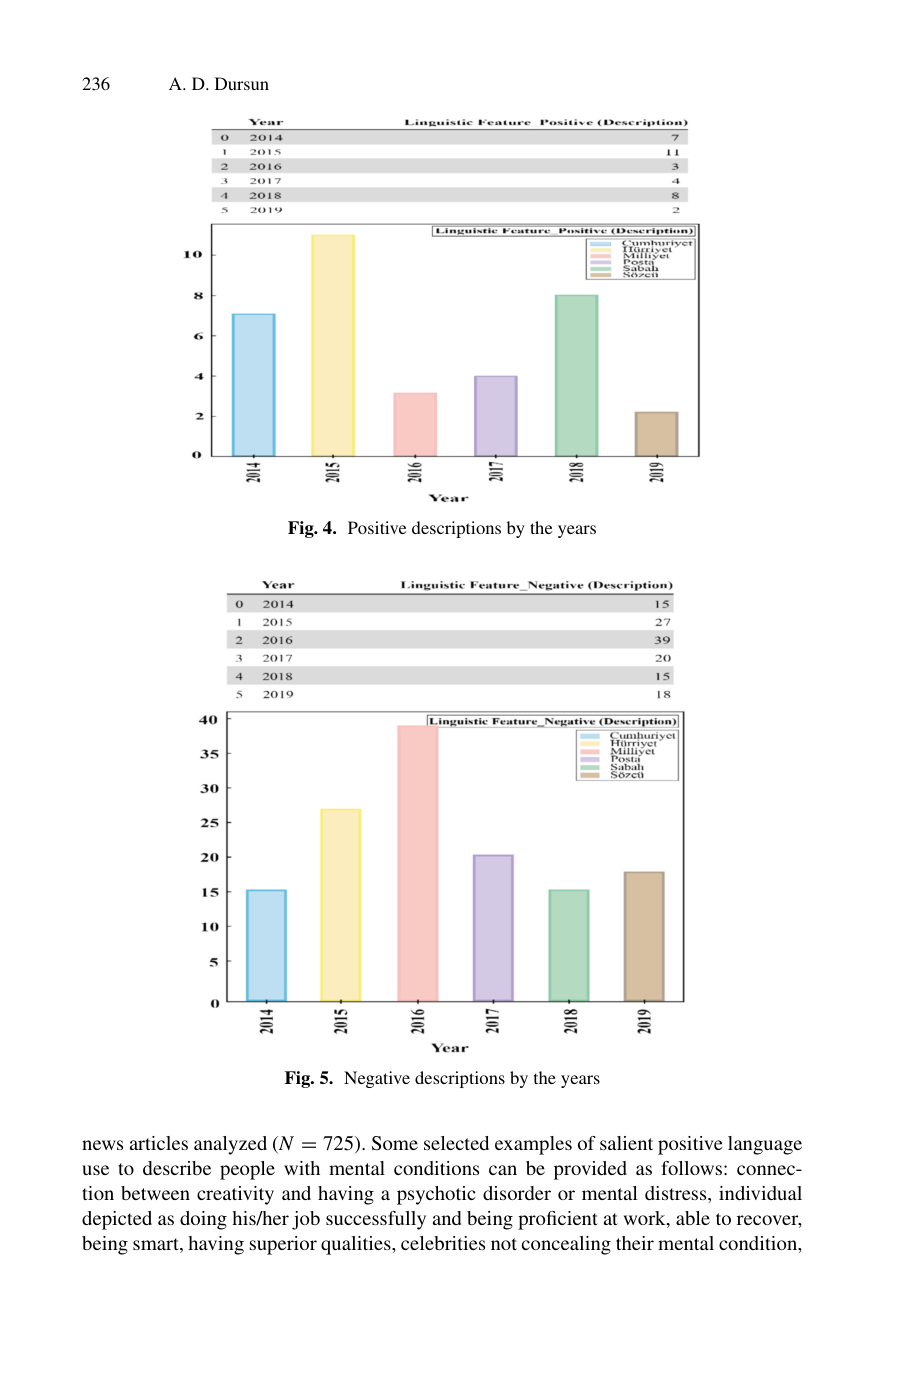 236 A. D. Dursun
Year Linguistic Feature_Positive (Description)
0 2014 7
1 2015 11
2 2016 3
3 2017 4
4 2018 8
5 2019 2
Linguistic Feature_Positive (Description)
Cumhuriyet
Hürriyet
Milliyet
Posta
Sabah
Sözcü
10
8
6
4
2
0
2014 2015 2016 2017 2018 2019
Year
Fig. 4. Positive descriptions by the years
Year Linguistic Feature_Negative (Description)
0 2014 15
1 2015 27
2 2016 39
3 2017 20
4 2018 15
5 2019 18
Linguistic Feature_Negative (Description)
Cumhuriyet
Hürriyet
Milliyet
Posta
Sabah
Sözcü
40
35
30
25
20
15
10
5
0
2014 2015 2016 2017 2018 2019
Year
Fig. 5. Negative descriptions by the years
news articles analyzed (N = 725). Some selected examples of salient positive language
use to describe people with mental conditions can be provided as follows: connec-
tion between creativity and having a psychotic disorder or mental distress, individual
depicted as doing his/her job successfully and being proficient at work, able to recover,
being smart, having superior qualities, celebrities not concealing their mental condition,